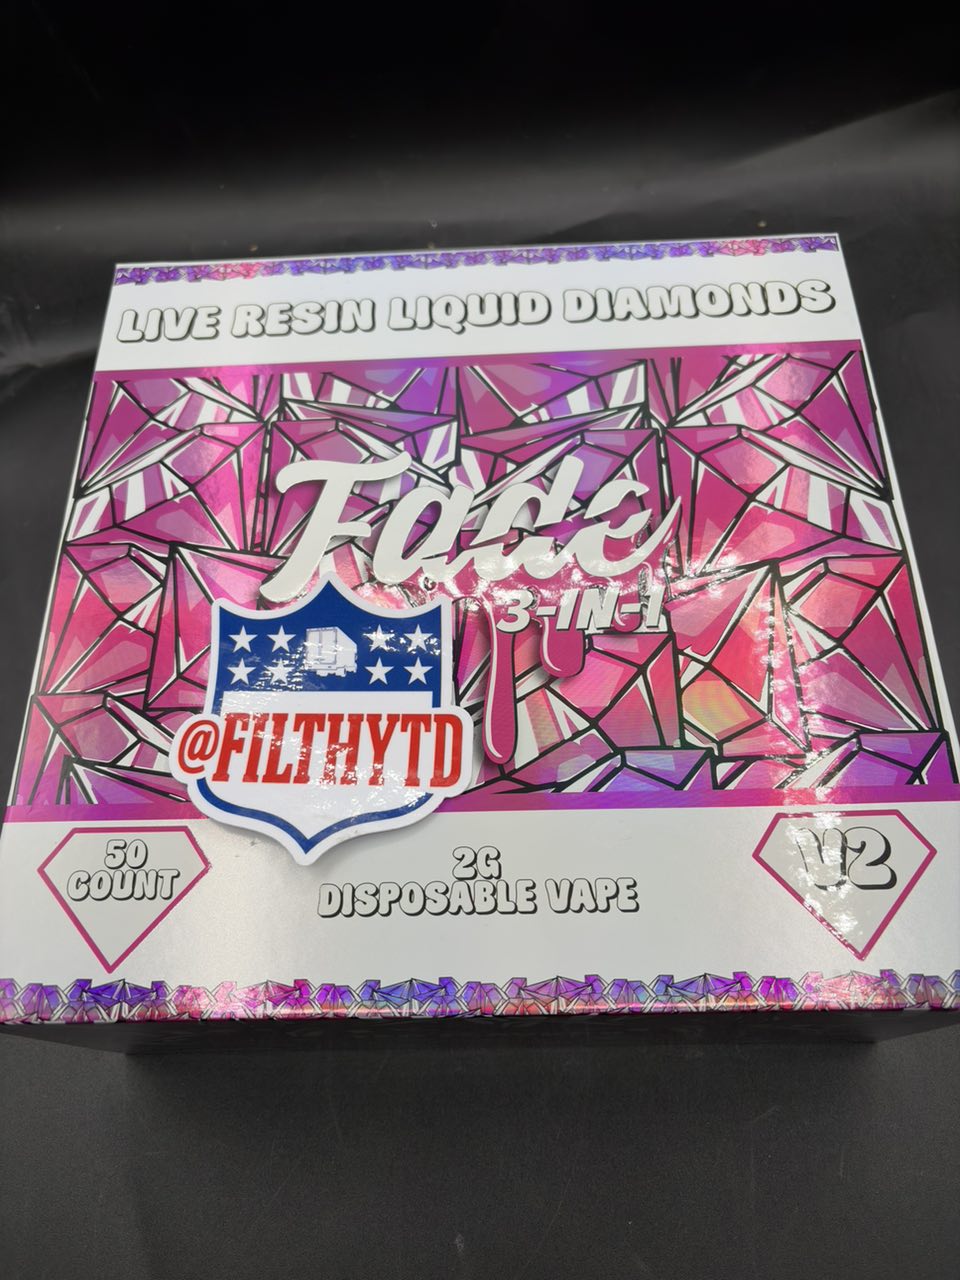 LIVE RESIN LIQUID DIAMONDS
Fade
3-IN-1
@FILTHYTD
50
COUNT
2G
DISPOSABLE VAPE
V2